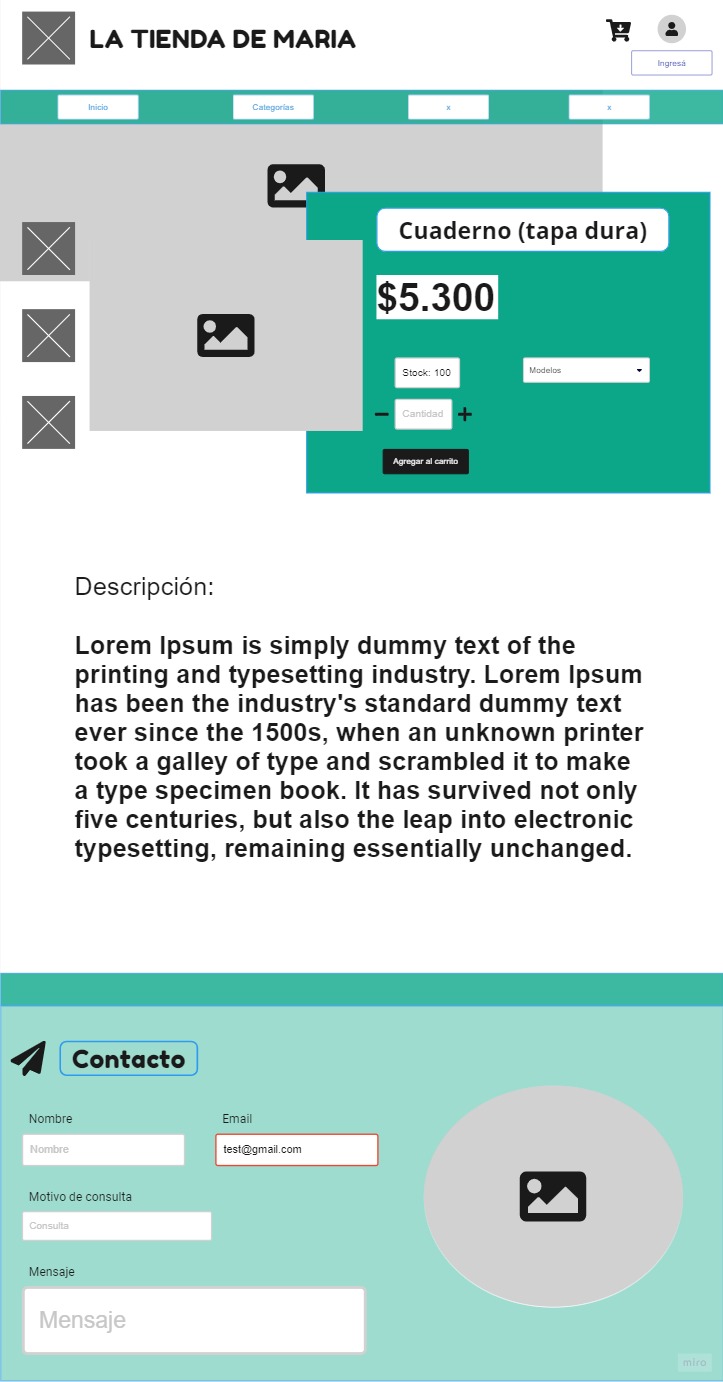 LA TIENDA DE MARIA
Ingresá
Inicio
Categorías
x
x
Cuaderno (tapa dura)
$5.300
Stock: 100
Modelos
Cantidad
Agregar al carrito
Descripción:
Lorem Ipsum is simply dummy text of the
printing and typesetting industry. Lorem Ipsum
has been the industry's standard dummy text
ever since the 1500s, when an unknown printer
took a galley of type and scrambled it to make
a type specimen book. It has survived not only
five centuries, but also the leap into electronic
typesetting, remaining essentially unchanged.
Contacto
Nombre
Email
Nombre
test@gmail.com
Motivo de consulta
Consulta
Mensaje
Mensaje
miro